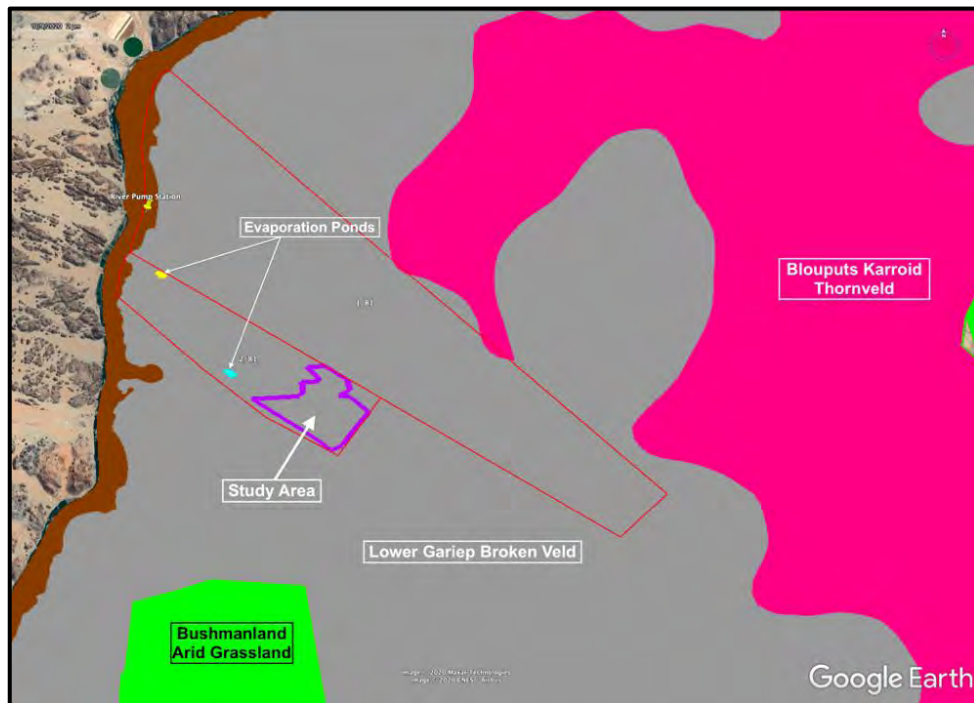 River Pump Station
Evaporation Ponds
Blouputs Karroid
Thornveld
Study Area
Lower Gariep Broken Veld
Bushmanland
Arid Grassland
Google Earth